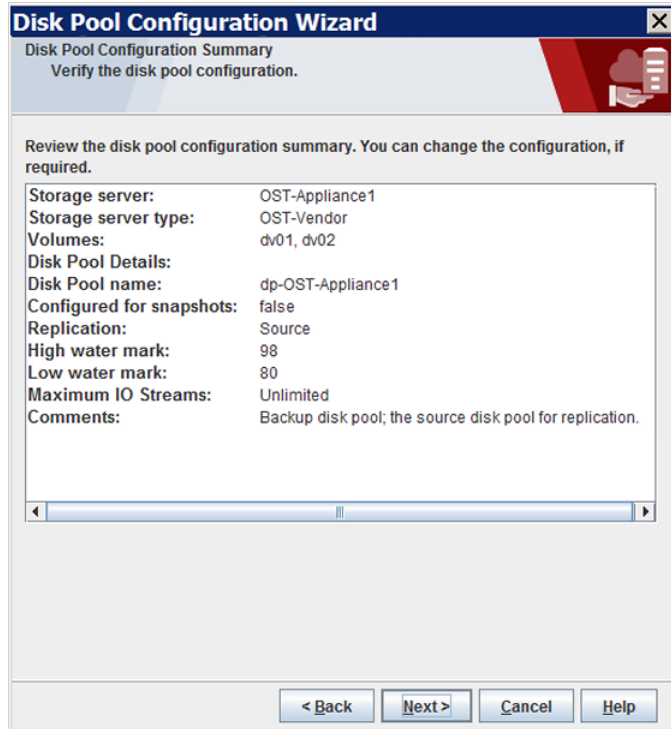 Disk Pool Configuration Wizard
Disk Pool Configuration Summary
Verify the disk pool configuration.
Review the disk pool configuration summary. You can change the configuration, if
required.
Storage server: OST-Appliance1
Storage server type: OST-Vendor
Volumes: dv01, dv02
Disk Pool Details:
Disk Pool name: dp-OST-Appliance1
Configured for snapshots: false
Replication: Source
High water mark: 98
Low water mark: 80
Maximum IO Streams: Unlimited
Comments: Backup disk pool; the source disk pool for replication.
< Back Next > Cancel Help